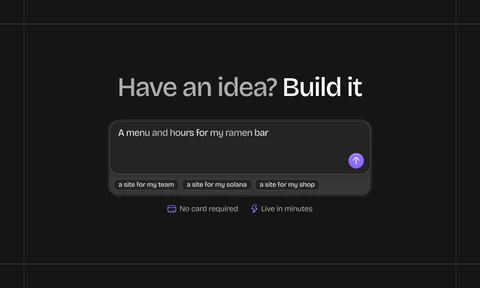 Have an idea? Build it
A menu and hours for my ramen bar
a site for my team a site for my solana a site for my shop
No card required Live in minutes